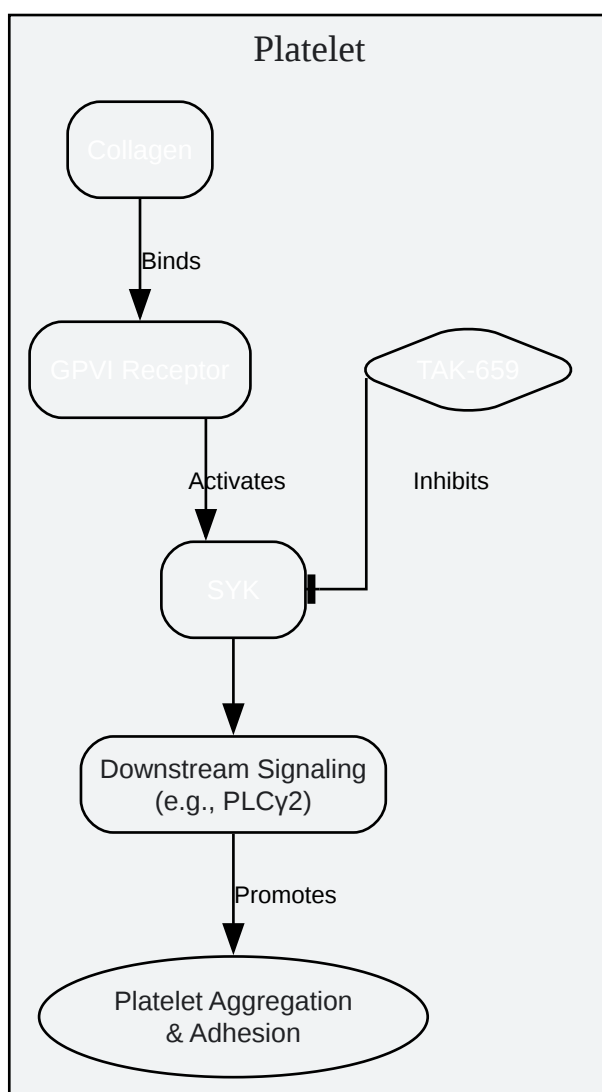 Platelet
Collagen
Binds
GPVI Receptor
TAK-659
Activates
Inhibits
SYK
Downstream Signaling
(e.g., PLCγ2)
Promotes
Platelet Aggregation
& Adhesion